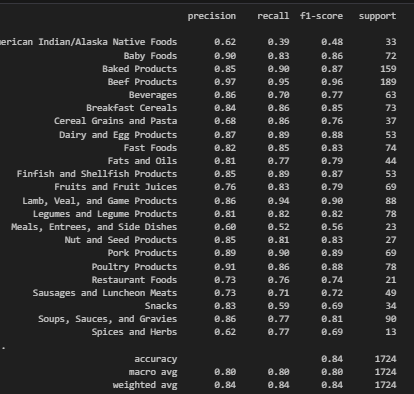 precision recall f1-score support
Indian/Alaska Native Foods 0.62 0.39 0.48 33
Baby Foods 0.90 0.83 0.86 72
Baked Products 0.85 0.90 0.87 159
Beef Products 0.97 0.95 0.96 189
Beverages 0.86 0.70 0.77 63
Breakfast Cereals 0.84 0.86 0.85 73
Cereal Grains and Pasta 0.68 0.86 0.76 37
Dairy and Egg Products 0.87 0.89 0.88 53
Fast Foods 0.82 0.85 0.83 74
Fats and Oils 0.81 0.77 0.79 44
Finfish and Shellfish Products 0.85 0.89 0.87 53
Fruits and Fruit Juices 0.76 0.83 0.79 69
Lamb, Veal, and Game Products 0.86 0.94 0.90 88
Legumes and Legume Products 0.81 0.82 0.82 78
Meals, Entrees, and Side Dishes 0.60 0.52 0.56 23
Nut and Seed Products 0.85 0.81 0.83 27
Pork Products 0.89 0.90 0.89 69
Poultry Products 0.91 0.86 0.88 78
Restaurant Foods 0.73 0.76 0.74 21
Sausages and Luncheon Meats 0.73 0.71 0.72 49
Snacks 0.83 0.59 0.69 34
Soups, Sauces, and Gravies 0.86 0.77 0.81 90
Spices and Herbs 0.62 0.77 0.69 13
accuracy 0.84 1724
macro avg 0.80 0.80 0.80 1724
weighted avg 0.84 0.84 0.84 1724